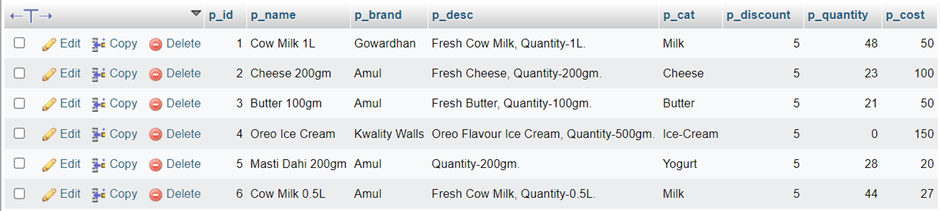 p_id p_name p_brand p_desc p_cat p_discount p_quantity p_cost
Edit Copy Delete 1 Cow Milk 1L Gowardhan Fresh Cow Milk, Quantity-1L. Milk 5 48 50
Edit Copy Delete 2 Cheese 200gm Amul Fresh Cheese, Quantity-200gm. Cheese 5 23 100
Edit Copy Delete 3 Butter 100gm Amul Fresh Butter, Quantity-100gm. Butter 5 21 50
Edit Copy Delete 4 Oreo Ice Cream Kwality Walls Oreo Flavour Ice Cream, Quantity-500gm. Ice-Cream 5 0 150
Edit Copy Delete 5 Masti Dahi 200gm Amul Quantity-200gm. Yogurt 5 28 20
Edit Copy Delete 6 Cow Milk 0.5L Amul Fresh Cow Milk, Quantity-0.5L Milk 5 44 27